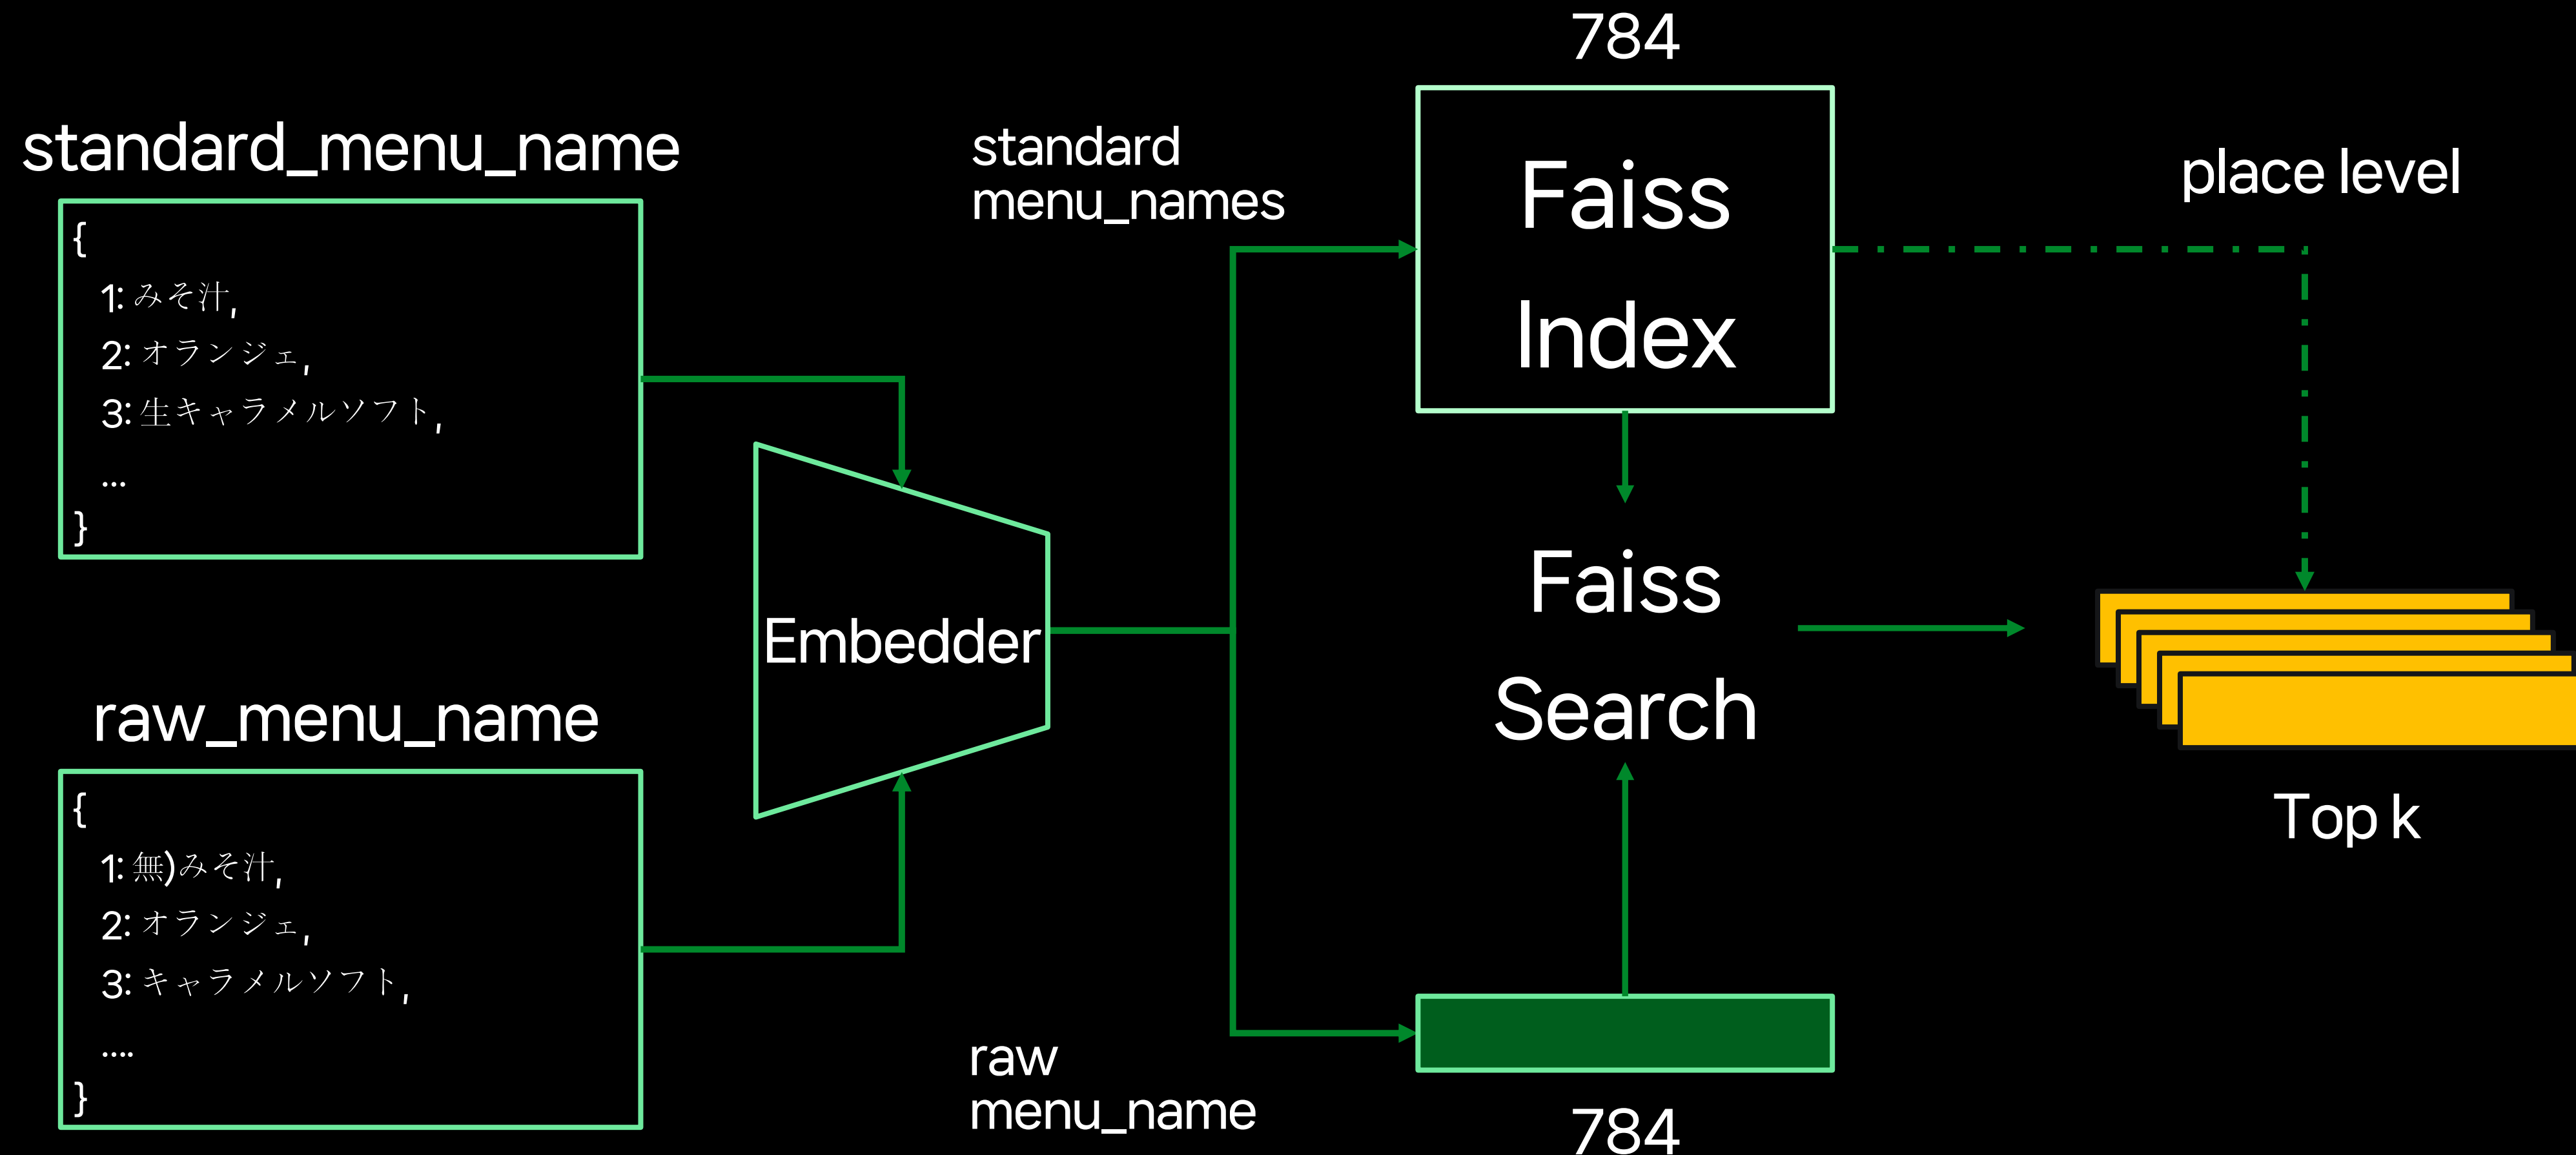 standard_menu_name
{
1: みそ汁,
2: オランジェ,
3: 生キャラメルソフト,
...
}
raw_menu_name
{
1: 無)みそ汁,
2: オランジェ,
3: キャラメルソフト,
....
}
Embedder
standard
menu_names
raw
menu_name
784
Faiss
Index
Faiss
Search
784
place level
Top k